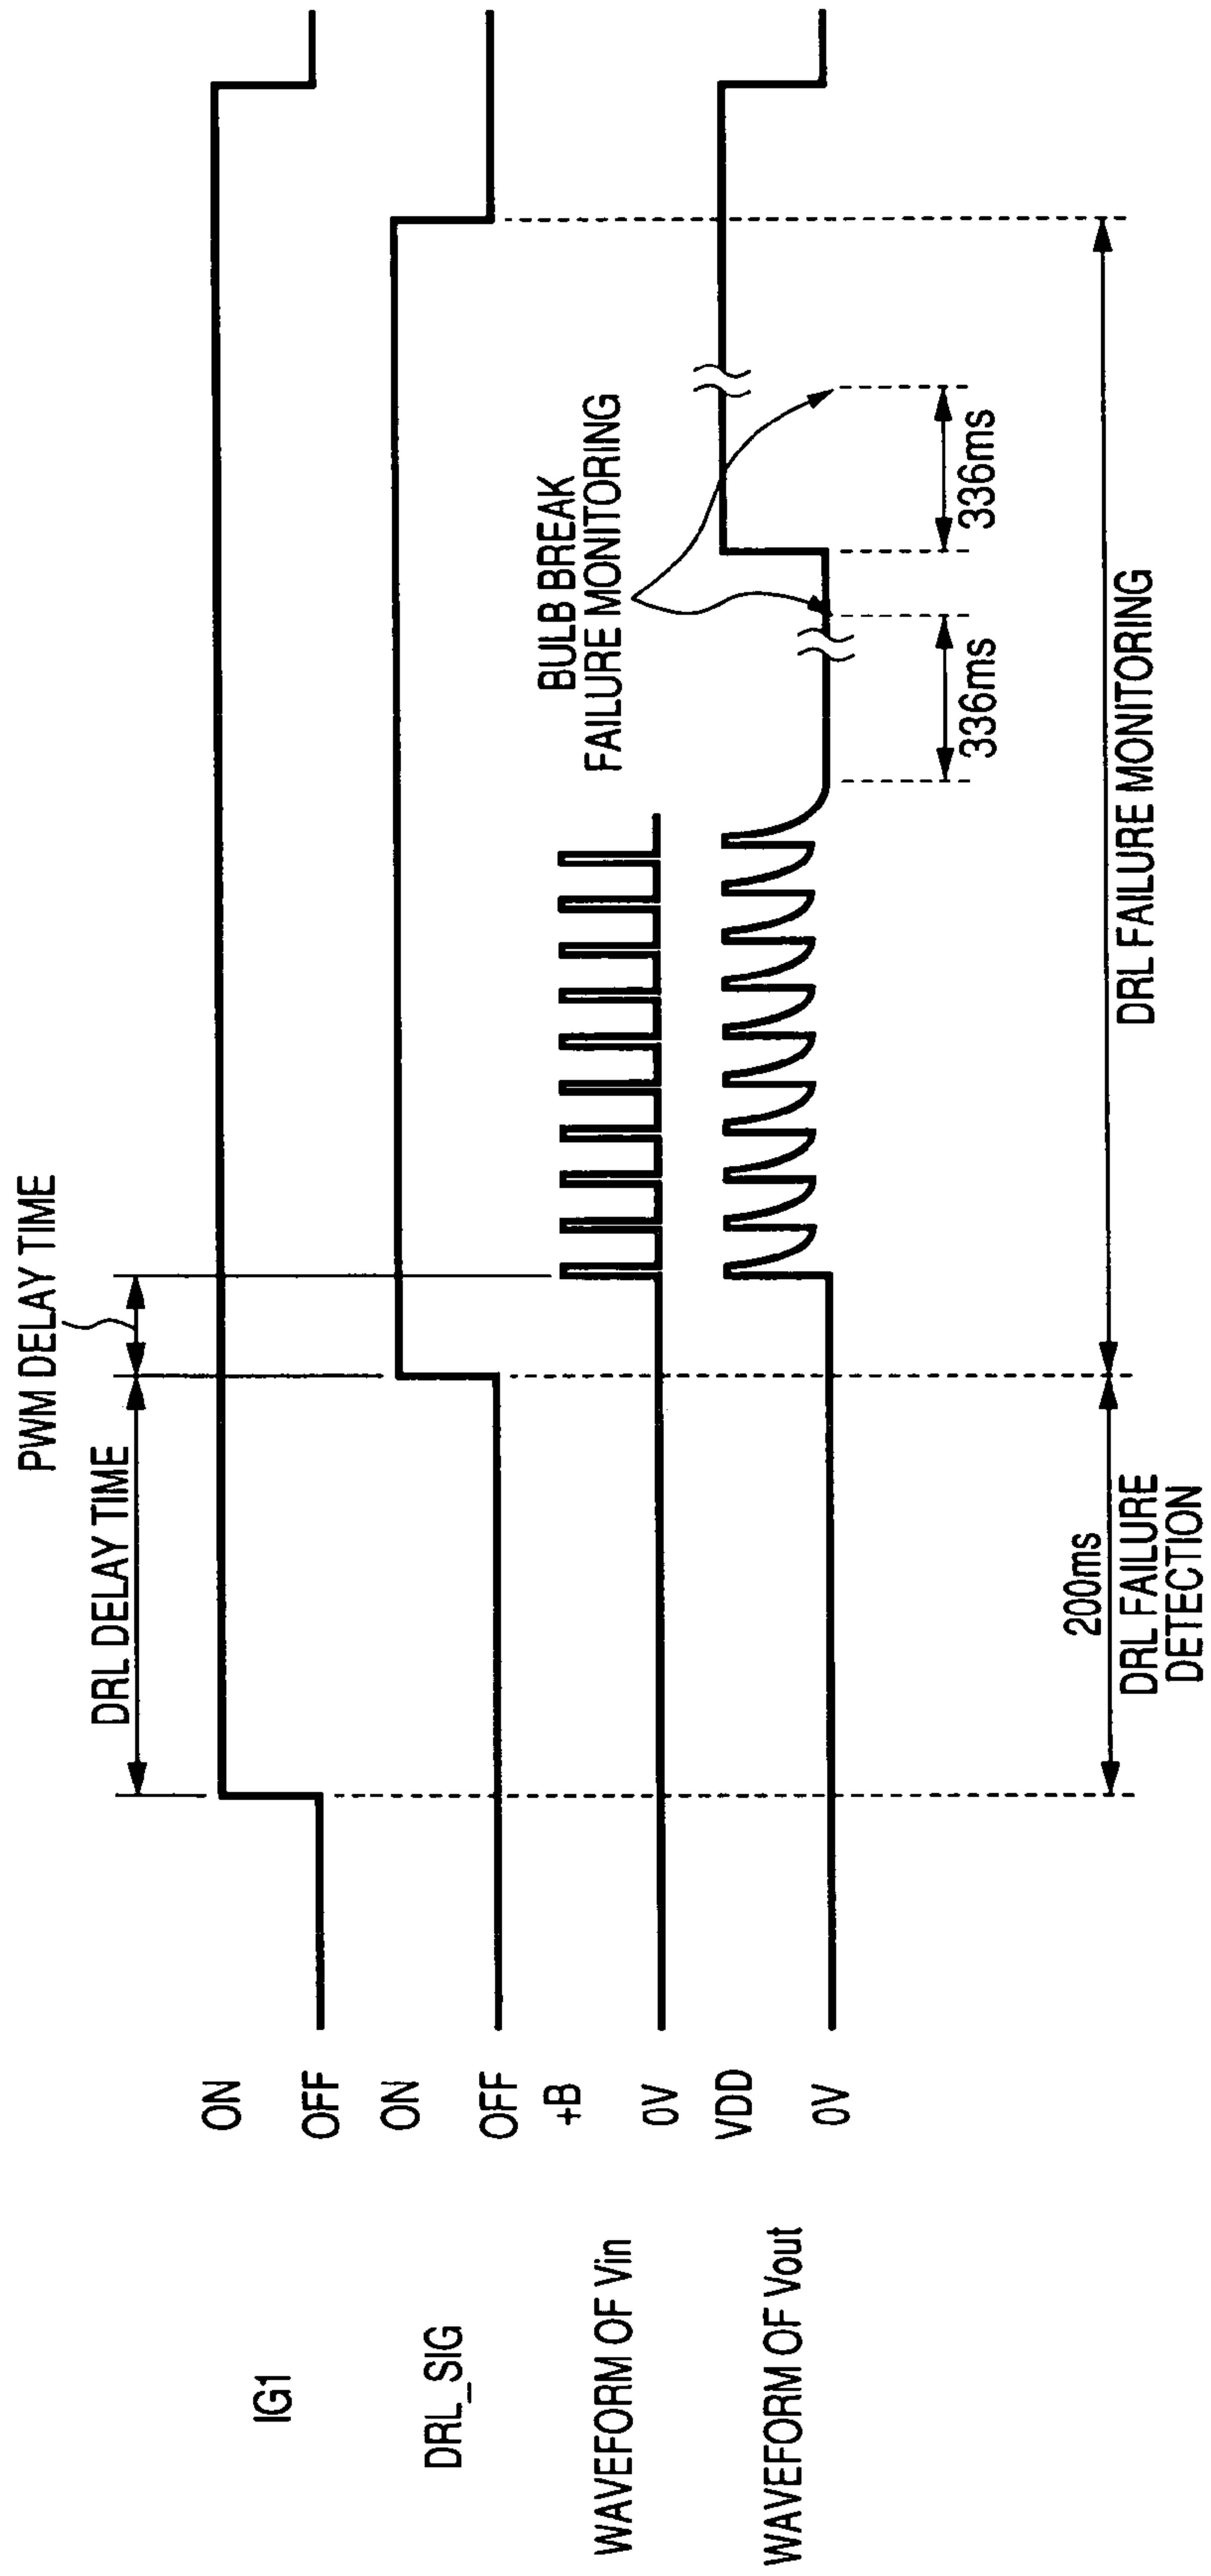 PWM DELAY TIME
DRL DELAY TIME
IG1
ON
OFF
DRL_SIG
ON
OFF
WAVEFORM OF Vin
+B
0V
BULB BREAK
FAILURE MONITORING
WAVEFORM OF Vout
VDD
0V
336ms
336ms
200ms
DRL FAILURE
DETECTION
DRL FAILURE MONITORING